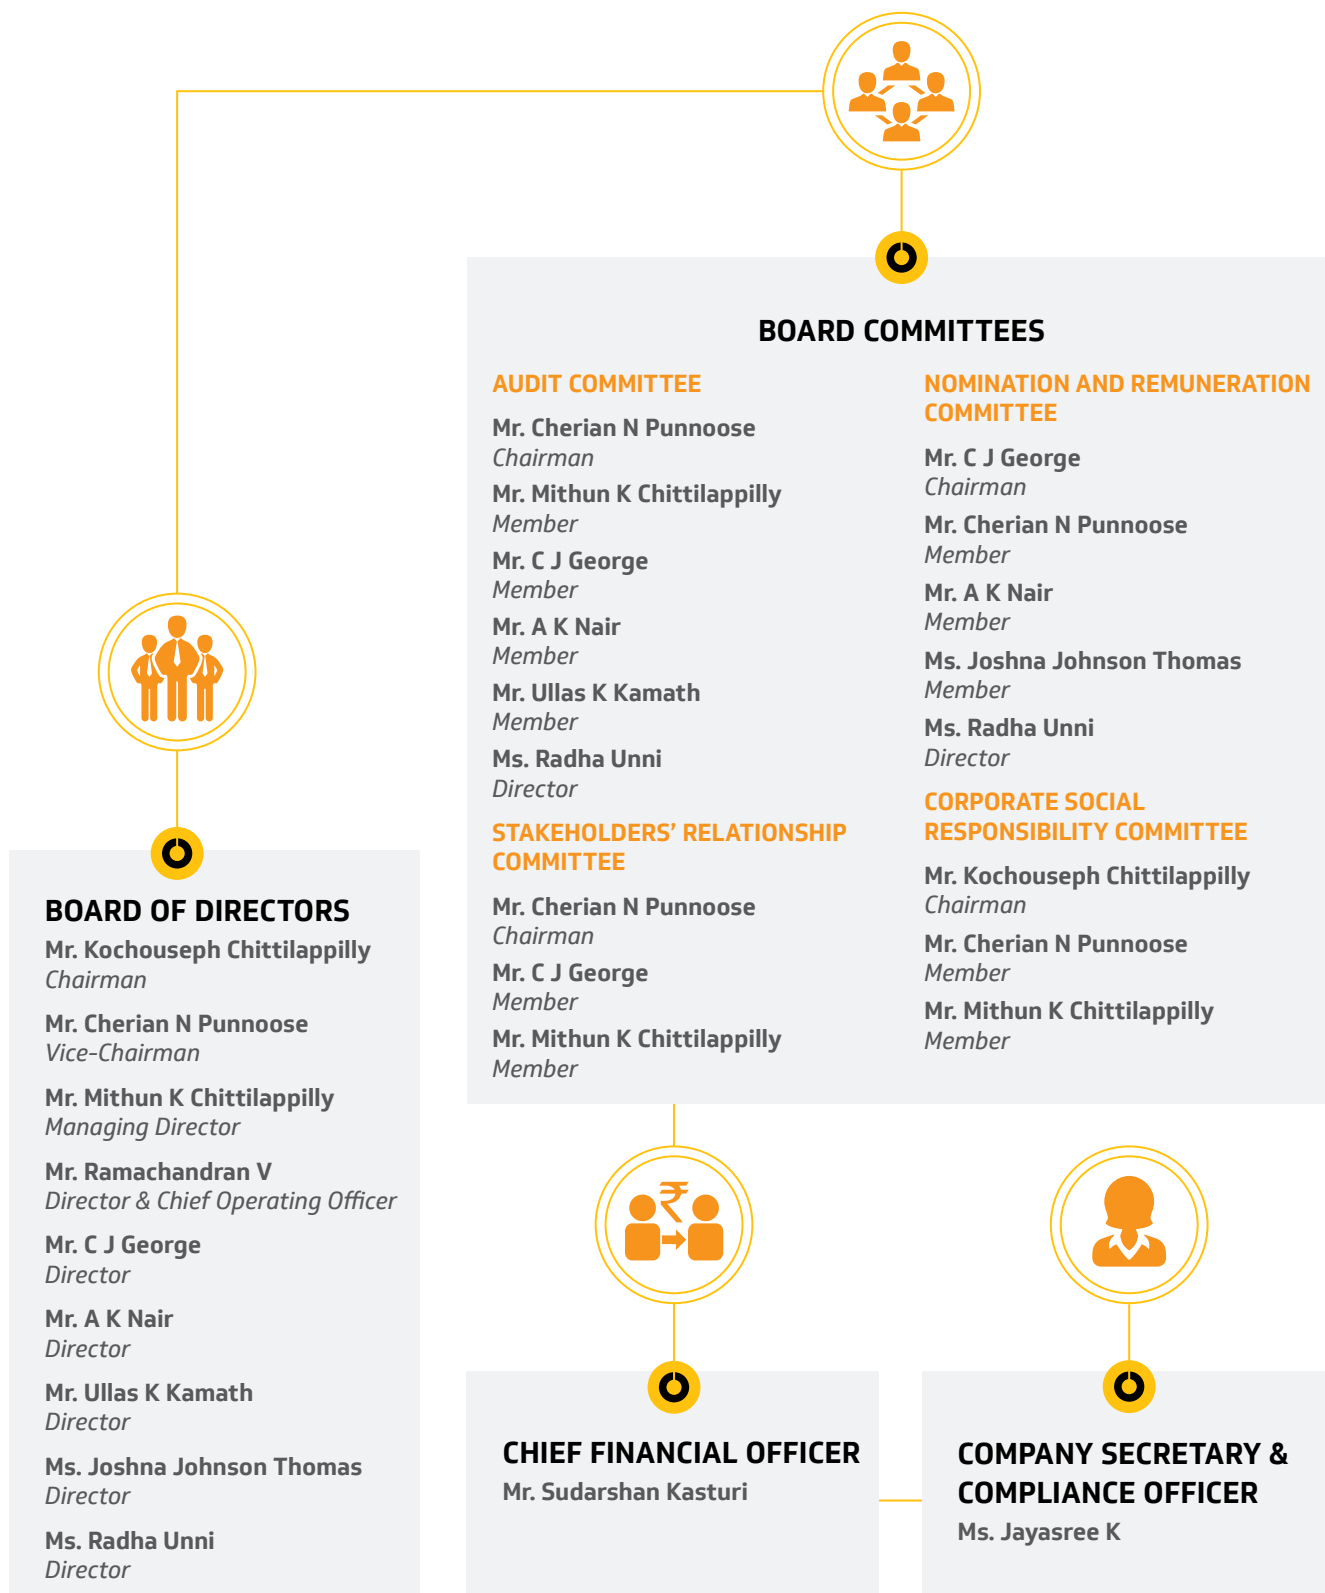 BOARD COMMITTEES
AUDIT COMMITTEE
Mr. Cherian N Punnoose
Chairman
Mr. Mithun K Chittilappilly
Member
Mr. C J George
Member
Mr. A K Nair
Member
Mr. Ullas K Kamath
Member
Ms. Radha Unni
Director
STAKEHOLDERS’ RELATIONSHIP
COMMITTEE
Mr. Cherian N Punnoose
Chairman
Mr. C J George
Member
Mr. Mithun K Chittilappilly
Member
NOMINATION AND REMUNERATION
COMMITTEE
Mr. C J George
Chairman
Mr. Cherian N Punnoose
Member
Mr. A K Nair
Member
Ms. Joshna Johnson Thomas
Member
Ms. Radha Unni
Director
CORPORATE SOCIAL
RESPONSIBILITY COMMITTEE
Mr. Kochouseph Chittilappilly
Chairman
Mr. Cherian N Punnoose
Member
Mr. Mithun K Chittilappilly
Member
BOARD OF DIRECTORS
Mr. Kochouseph Chittilappilly
Chairman
Mr. Cherian N Punnoose
Vice-Chairman
Mr. Mithun K Chittilappilly
Managing Director
Mr. Ramachandran V
Director & Chief Operating Officer
Mr. C J George
Director
Mr. A K Nair
Director
Mr. Ullas K Kamath
Director
Ms. Joshna Johnson Thomas
Director
Ms. Radha Unni
Director
₹
CHIEF FINANCIAL OFFICER
Mr. Sudarshan Kasturi
COMPANY SECRETARY &
COMPLIANCE OFFICER
Ms. Jayasree K